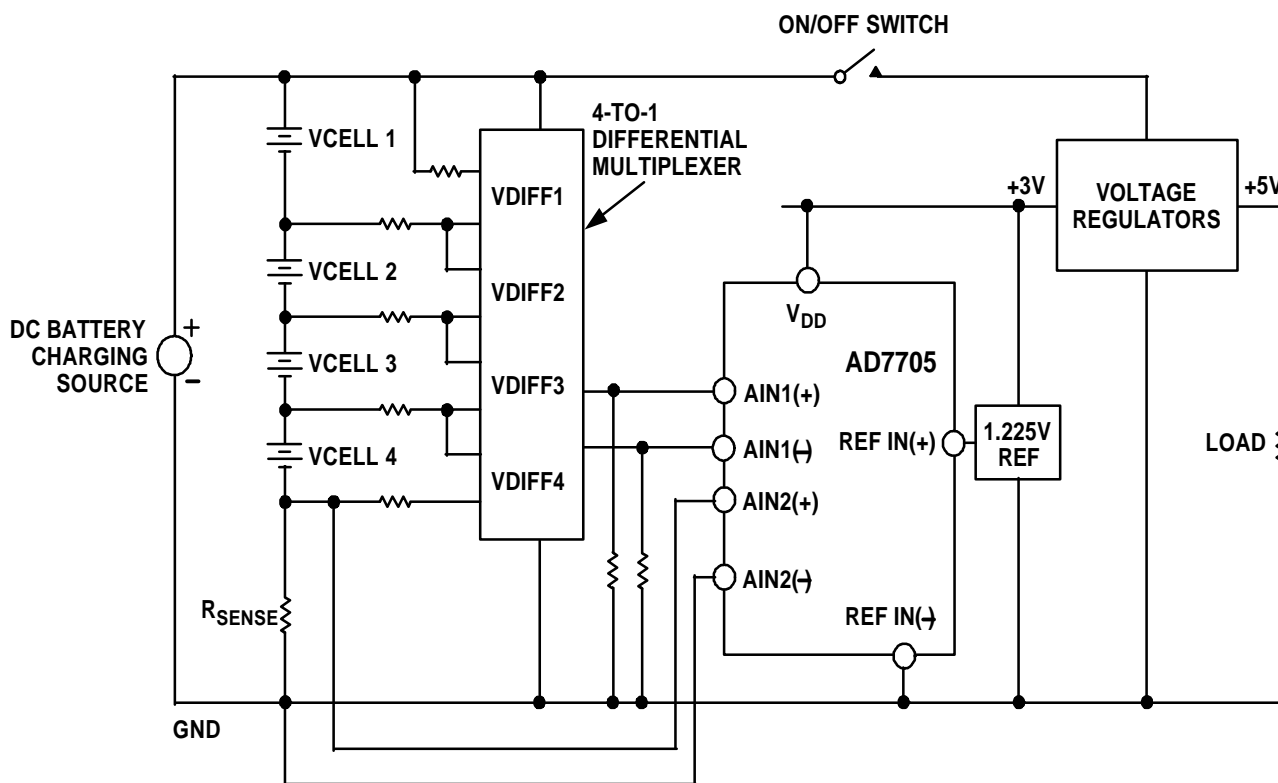 ON/OFF SWITCH
4-TO-1
DIFFERENTIAL
MULTIPLEXER
VCELL 1
VDIFF1
+3V
VOLTAGE
REGULATORS
+5V
VCELL 2
VDIFF2
DC BATTERY
CHARGING
SOURCE
+
-
VDD
AD7705
VCELL 3
VDIFF3
AIN1(+)
REF IN(+)
1.225V
REF
LOAD
VCELL 4
AIN1(-)
VDIFF4
AIN2(+)
AIN2(-)
RSENSE
REF IN(-)
GND